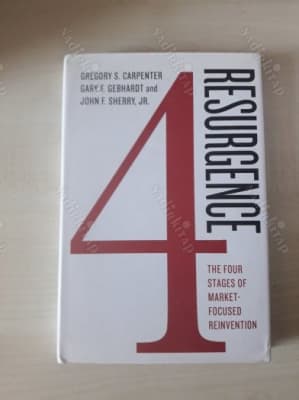 GREGORY S. CARPENTER
GARY F. GEBHARDT and
JOHN F. SHERRY, JR.
4
RESURGENCE
THE FOUR
STAGES OF
MARKET-
FOCUSED
REINVENTION